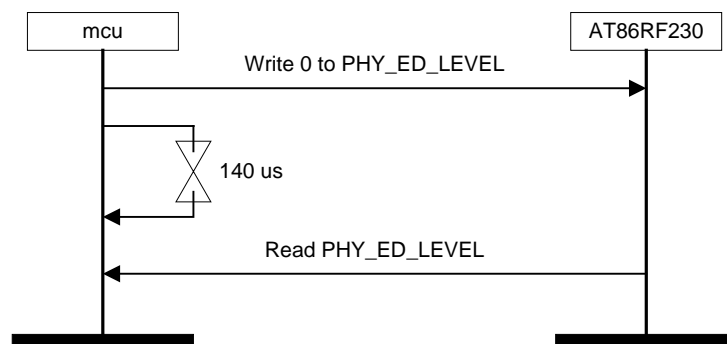 mcu
AT86RF230
Write 0 to PHY_ED_LEVEL
140 us
Read PHY_ED_LEVEL